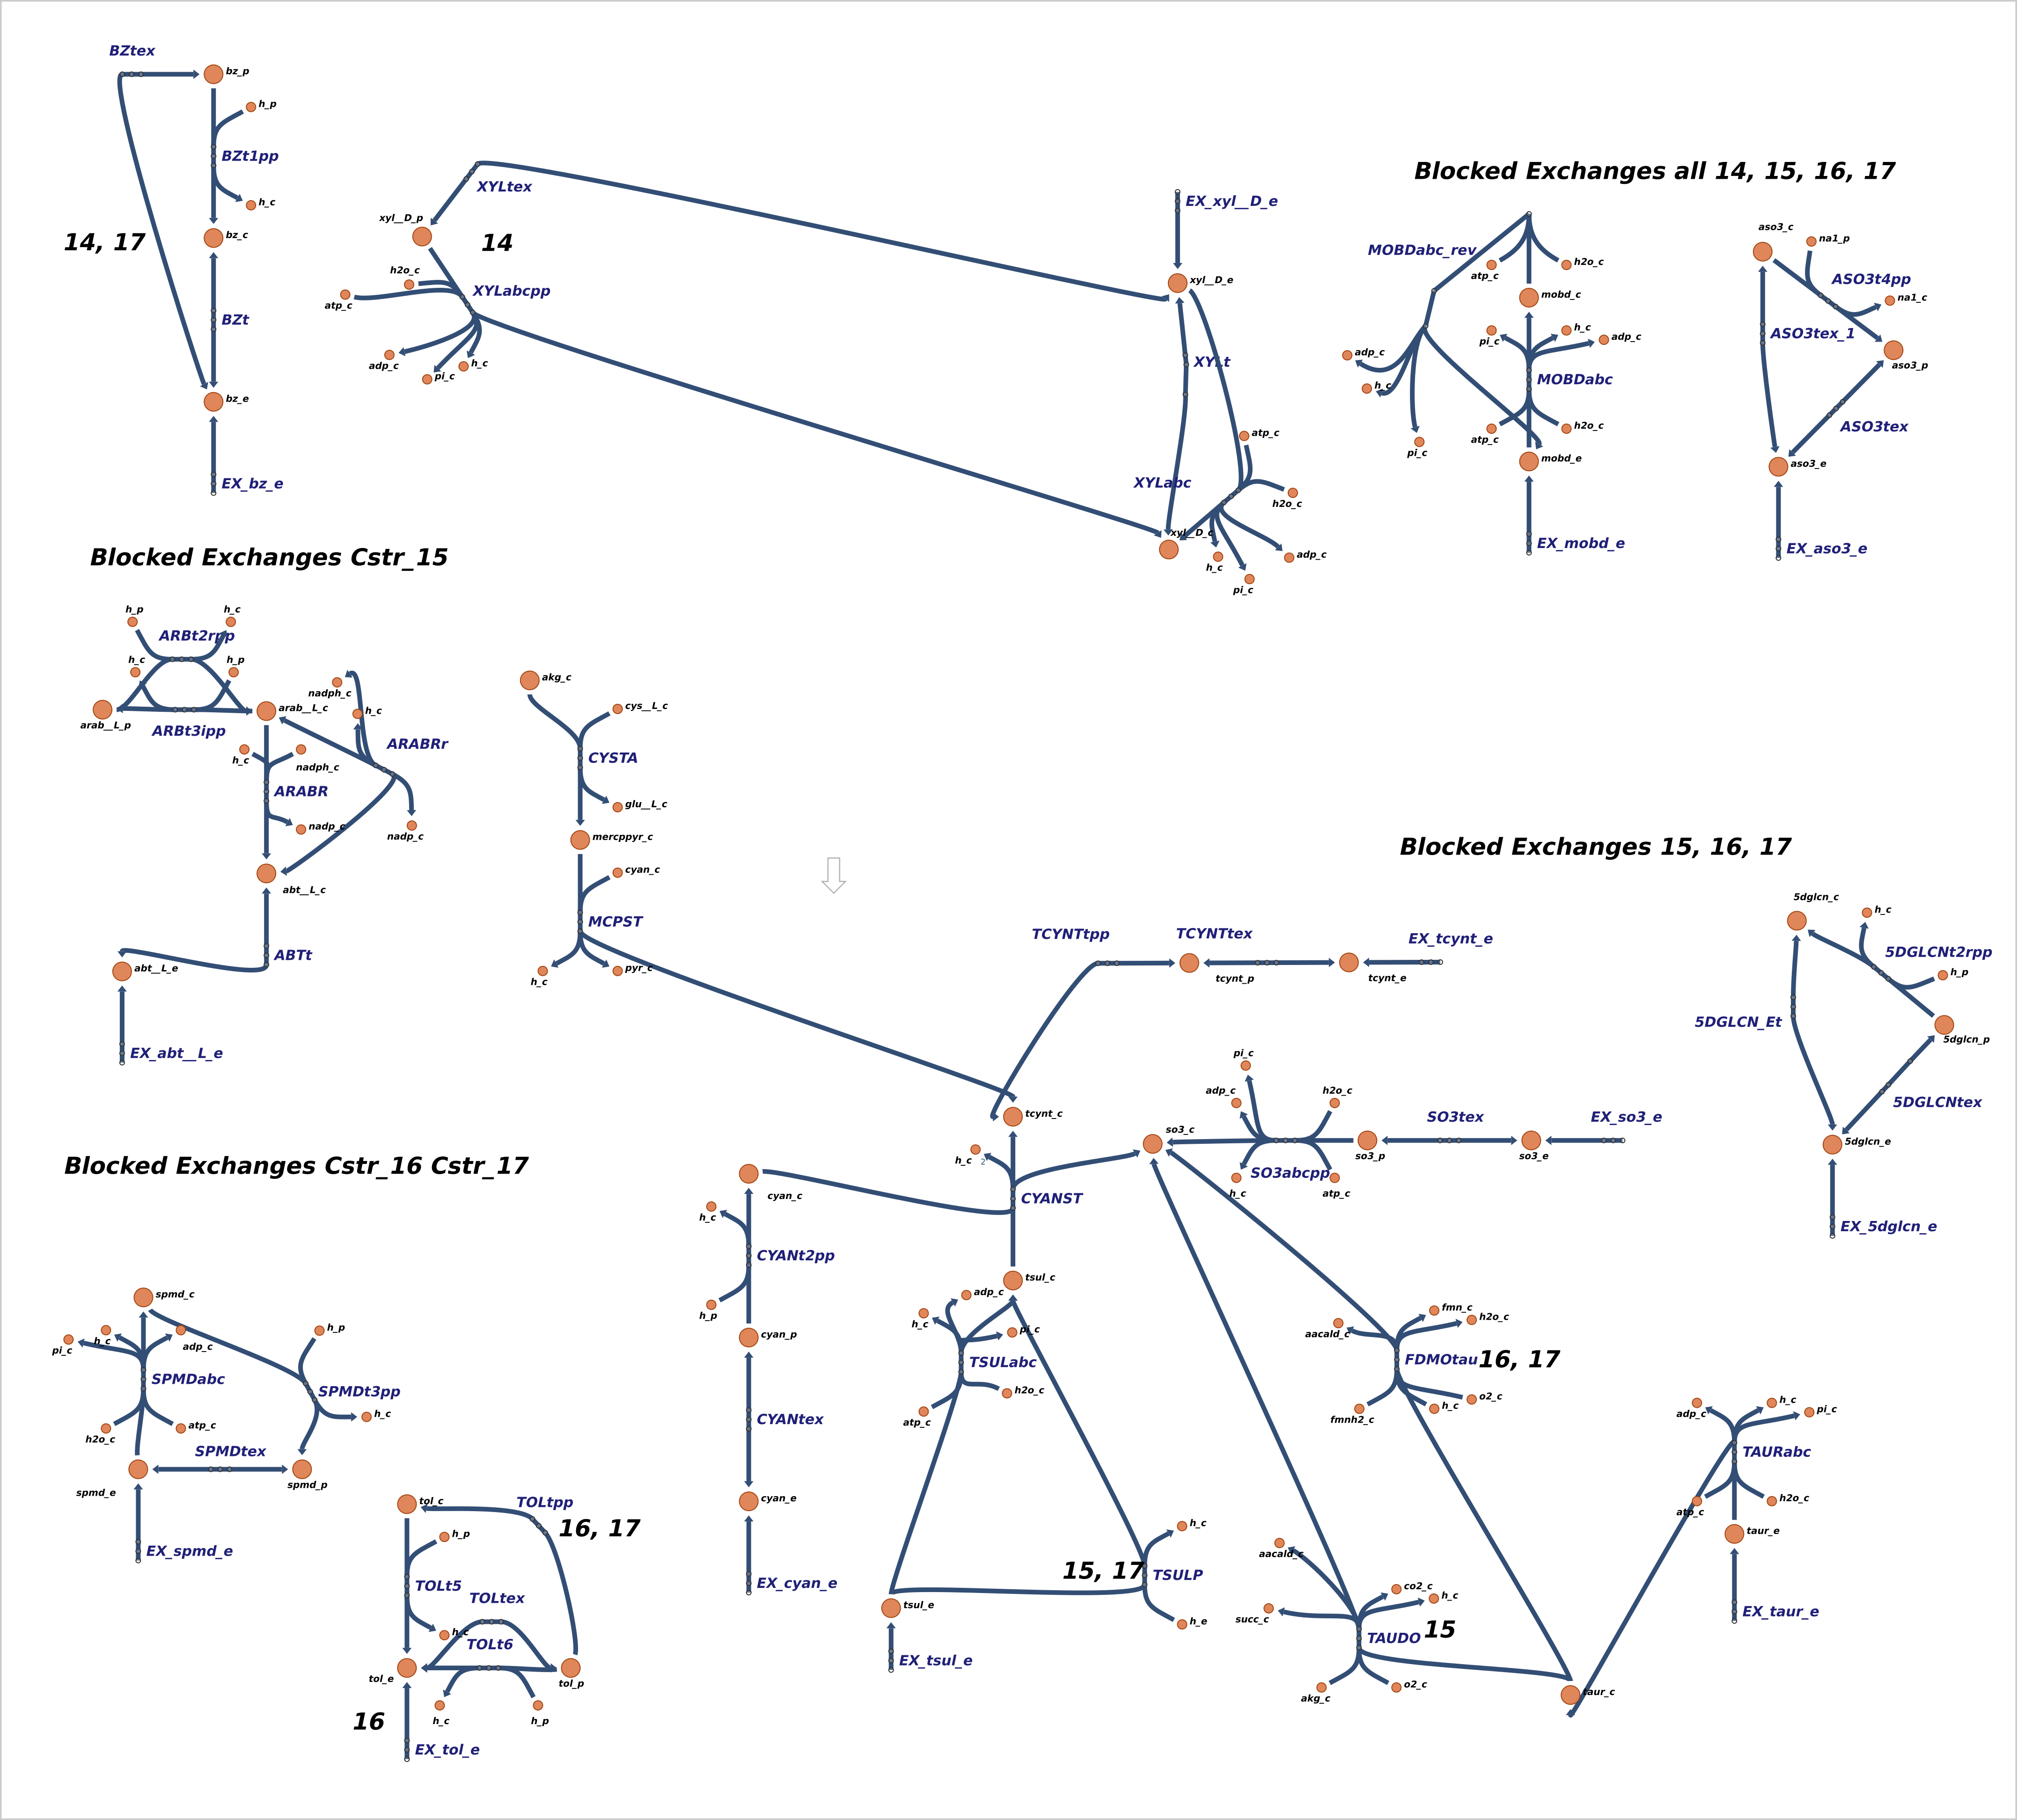 BZtex
bz_p
h_p
BZt1pp
h_c
14, 17
bz_c
BZt
bz_e
EX_bz_e
XYLtex
xyl__D_p
14
h2o_c
XYLabcpp
atp_c
adp_c
h_c
pi_c
EX_xyl__D_e
xyl__D_e
XYLt
atp_c
XYLabc
h2o_c
xyl__D_c
adp_c
h_c
pi_c
Blocked Exchanges all 14, 15, 16, 17
MOBDabc_rev
atp_c
h2o_c
mobd_c
h_c
pi_c
adp_c
adp_c
h_c
MOBDabc
atp_c
h2o_c
pi_c
mobd_e
EX_mobd_e
aso3_c
na1_p
ASO3t4pp
na1_c
ASO3tex_1
aso3_p
ASO3tex
aso3_e
EX_aso3_e
Blocked Exchanges Cstr_15
h_p
h_c
ARBt2rpp
h_c
h_p
nadph_c
arab__L_c
h_c
arab__L_p
ARBt3ipp
ARABRr
h_c
nadph_c
ARABR
nadp_c
nadp_c
abt__L_c
ABTt
abt__L_e
EX_abt__L_e
akg_c
cys__L_c
CYSTA
glu__L_c
mercppyr_c
cyan_c
MCPST
pyr_c
h_c
Blocked Exchanges 15, 16, 17
TCYNTtpp
TCYNTtex
EX_tcynt_e
tcynt_p
tcynt_e
5dglcn_c
h_c
5DGLCNt2rpp
h_p
5DGLCN_Et
5dglcn_p
5DGLCNtex
5dglcn_e
EX_5dglcn_e
tcynt_c
pi_c
adp_c
h2o_c
SO3tex
EX_so3_e
so3_c
so3_p
so3_e
SO3abcpp
h_c
atp_c
h_c
2
CYANST
cyan_c
h_c
CYANt2pp
h_p
cyan_p
CYANtex
cyan_e
EX_cyan_e
tsul_c
adp_c
h_c
pi_c
TSULabc
h2o_c
atp_c
15, 17
h_c
TSULP
h_e
tsul_e
EX_tsul_e
fmn_c
h2o_c
aacald_c
FDMOtau
16, 17
o2_c
h_c
fmnh2_c
aacald_c
co2_c
h_c
succ_c
TAUDO
15
akg_c
o2_c
taur_c
adp_c
h_c
pi_c
TAURabc
atp_c
h2o_c
taur_e
EX_taur_e
Blocked Exchanges Cstr_16 Cstr_17
spmd_c
h_p
h_c
pi_c
adp_c
SPMDabc
SPMDt3pp
h_c
atp_c
h2o_c
SPMDtex
spmd_e
spmd_p
EX_spmd_e
tol_c
TOLtpp
16, 17
h_p
TOLt5
TOLtex
h_c
TOLt6
tol_e
tol_p
h_c
h_p
16
EX_tol_e